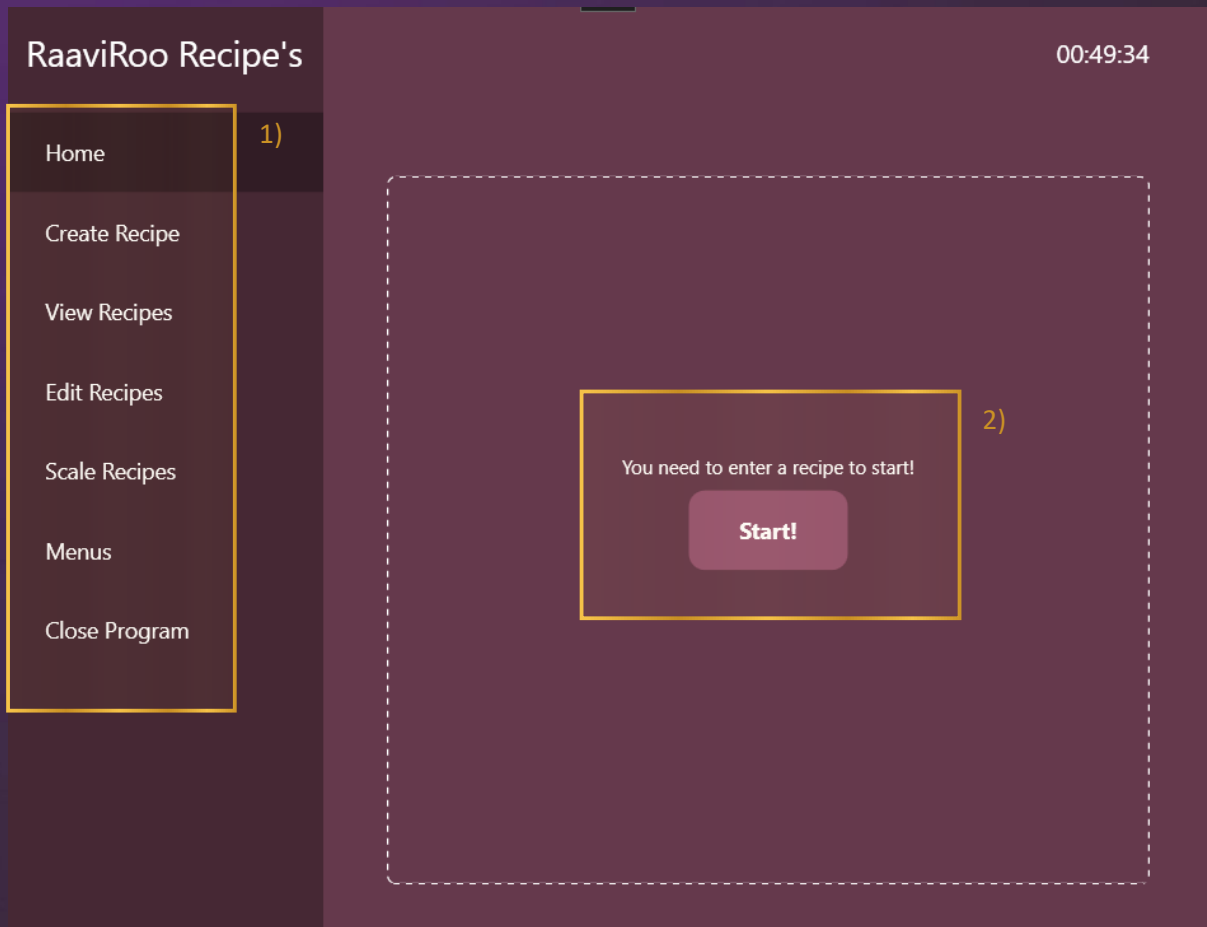 RaaviRoo Recipe's
00:49:34
1)
Home
Create Recipe
View Recipes
Edit Recipes
Scale Recipes
Menus
Close Program
2)
You need to enter a recipe to start!
Start!